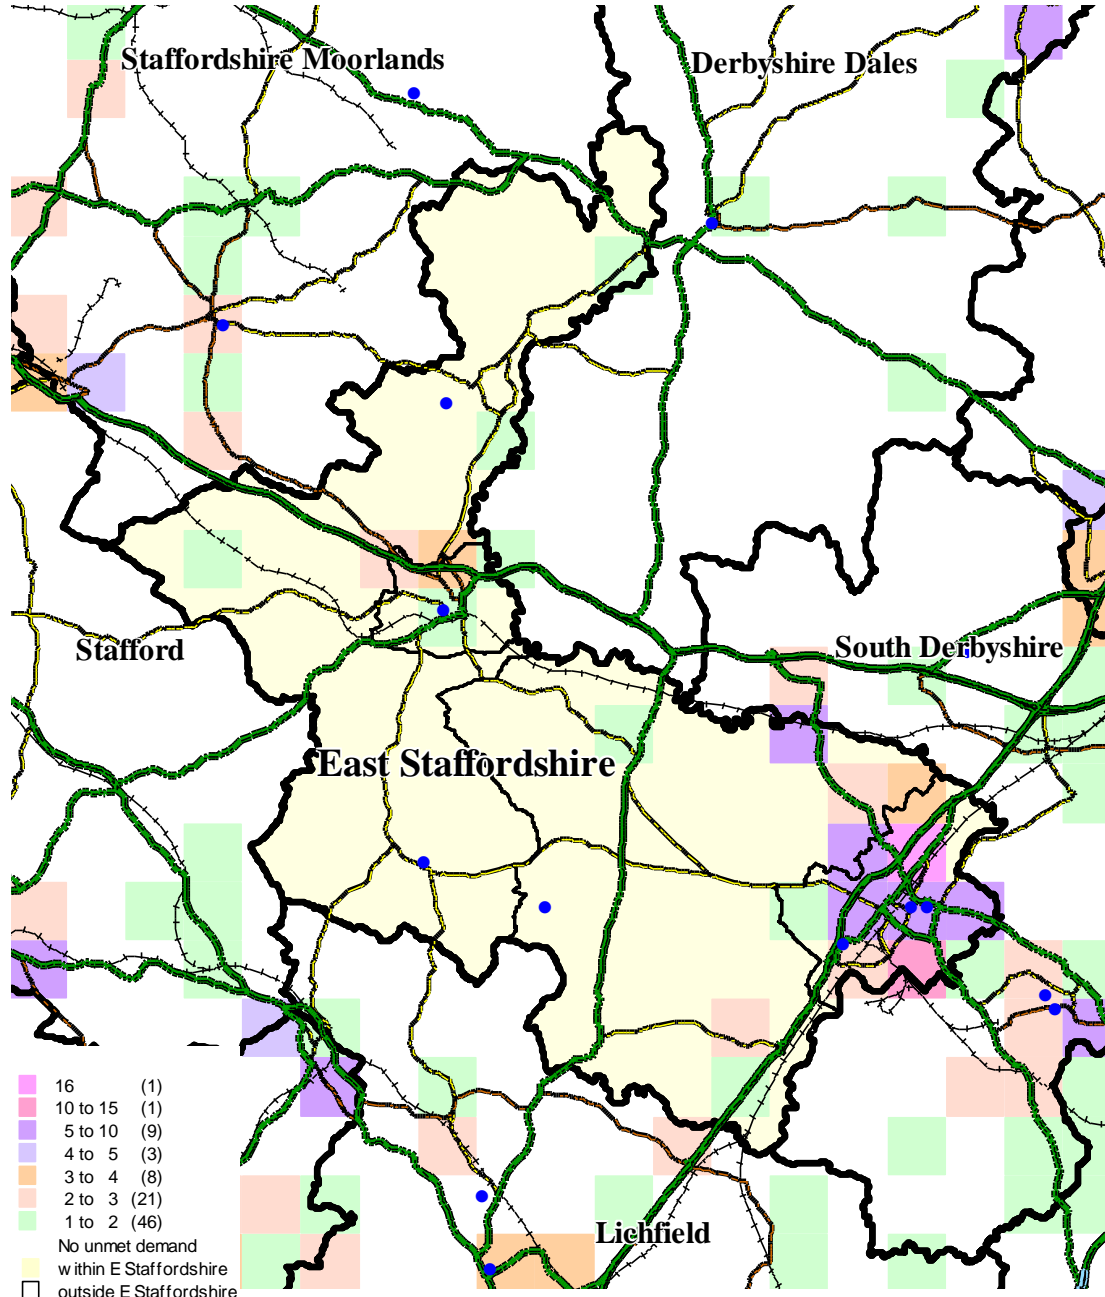 Staffordshire Moorlands
Derbyshire Dales
Stafford
South Derbyshire
East Staffordshire
Lichfield
16 (1)
10 to 15 (1)
5 to 10 (9)
4 to 5 (3)
3 to 4 (8)
2 to 3 (21)
1 to 2 (46)
No unmet demand
within E Staffordshire
outside E Staffordshire